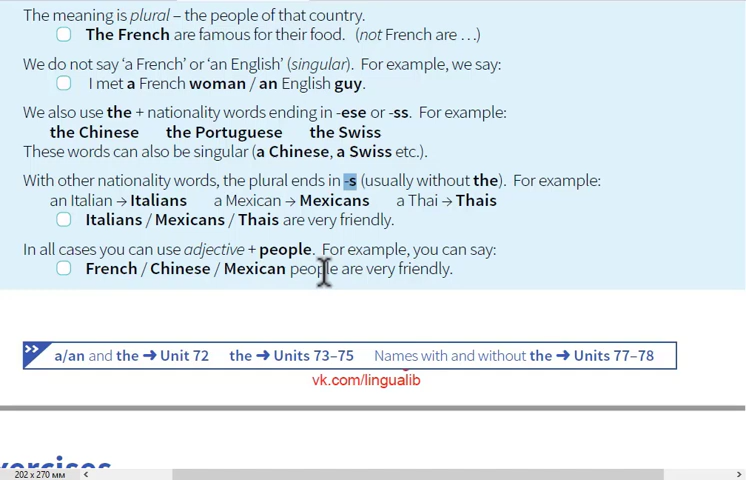 The meaning is plural – the people of that country.
The French are famous for their food. (not French are …)
We do not say ‘a French’ or ‘an English’ (singular). For example, we say:
I met a French woman / an English guy.
We also use the + nationality words ending in -ese or -ss. For example:
the Chinese the Portuguese the Swiss
These words can also be singular (a Chinese, a Swiss etc.).
With other nationality words, the plural ends in -s (usually without the). For example:
an Italian → Italians a Mexican → Mexicans a Thai → Thais
Italians / Mexicans / Thais are very friendly.
In all cases you can use adjective + people. For example, you can say:
French / Chinese / Mexican people are very friendly.
>> a/an and the ➜ Unit 72 the ➜ Units 73–75 Names with and without the ➜ Units 77–78
vk.com/lingualib
202 x 270 мм